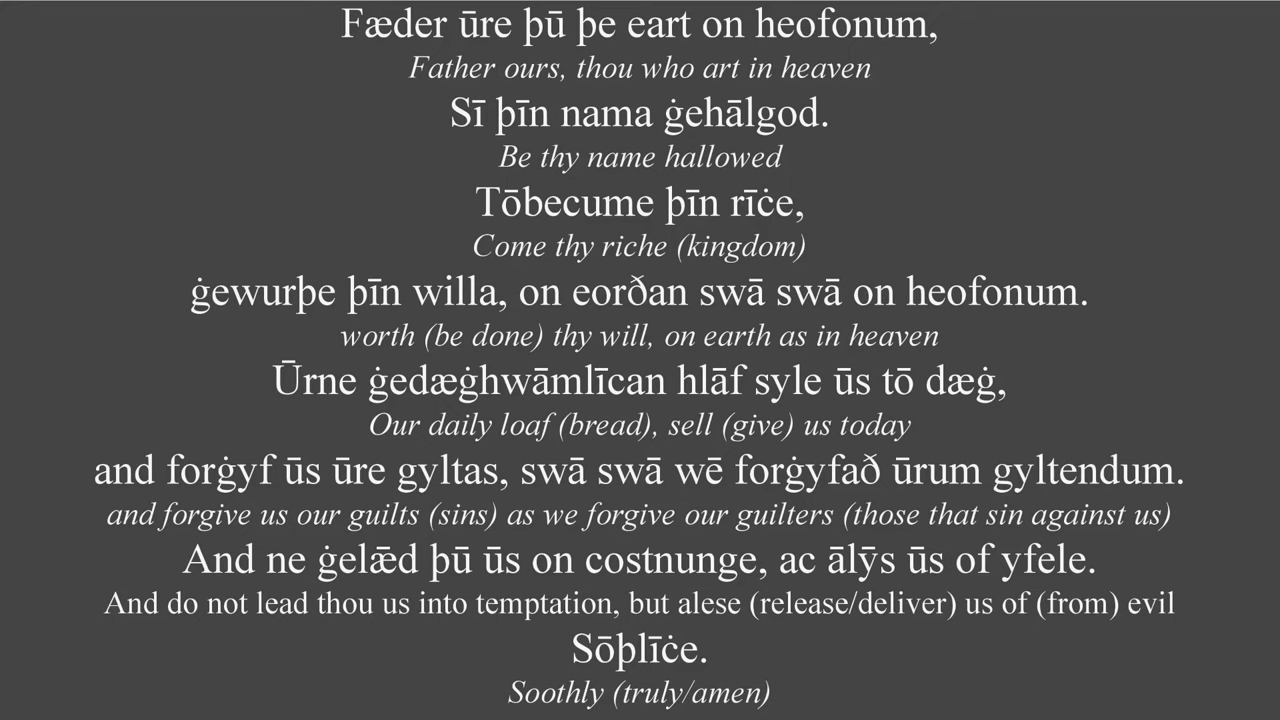 Fæder ūre þū þe eart on heofonum,
Father ours, thou who art in heaven
Sī þīn nama ġehālgod.
Be thy name hallowed
Tōbecume þīn rīċe,
Come thy riche (kingdom)
ġewurþe þīn willa, on eorðan swā swā on heofonum.
worth (be done) thy will, on earth as in heaven
Ūrne ġedæġhwāmlīcan hlāf syle ūs tō dæġ,
Our daily loaf (bread), sell (give) us today
and forġyf ūs ūre gyltas, swā swā wē forġyfað ūrum gyltendum.
and forgive us our guilts (sins) as we forgive our guilters (those that sin against us)
And ne ġelǣd þū ūs on costnunge, ac ālȳs ūs of yfele.
And do not lead thou us into temptation, but alese (release/deliver) us of (from) evil
Sōþlīċe.
Soothly (truly/amen)